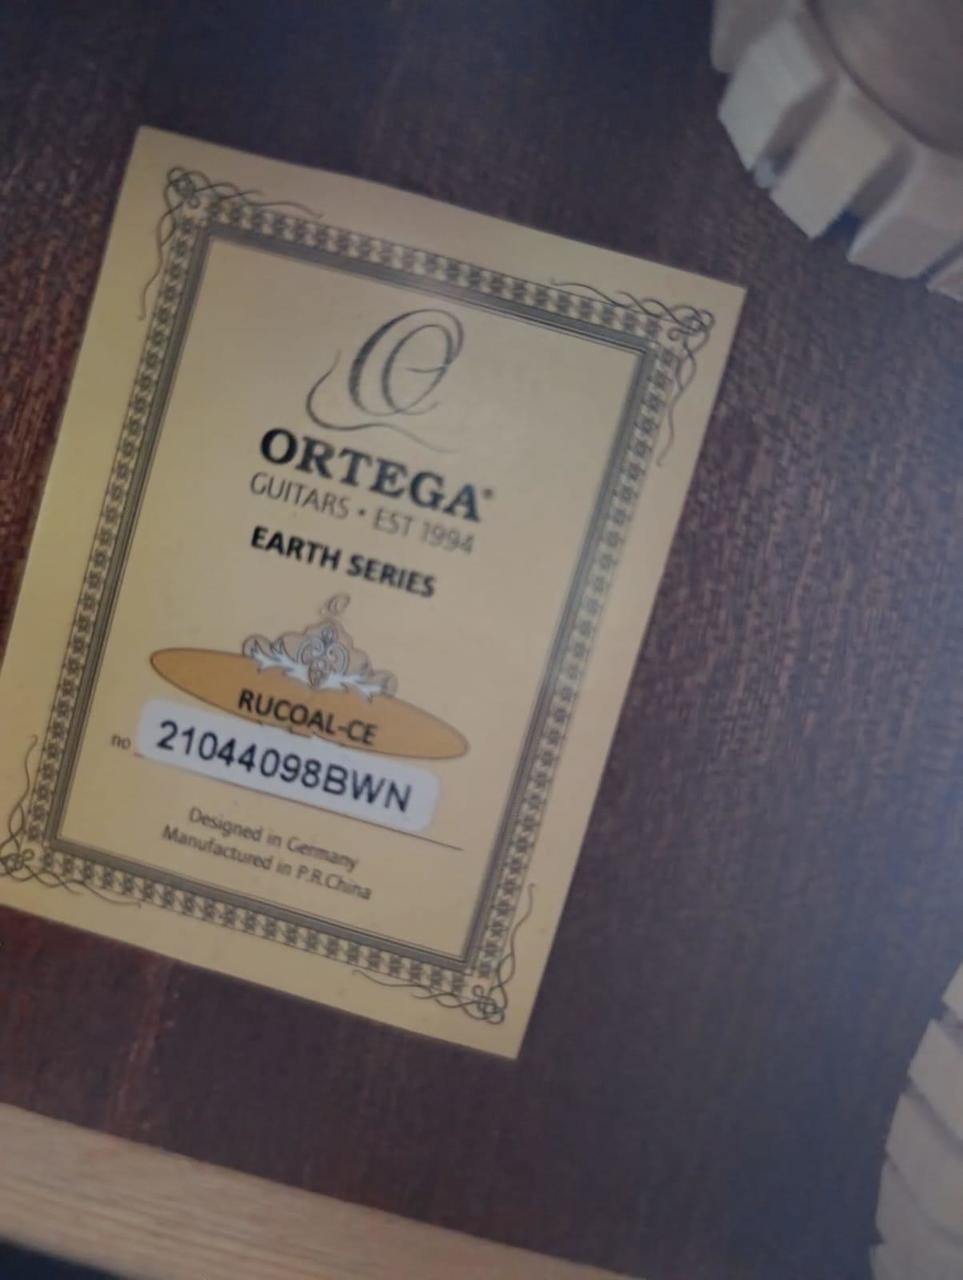 ORTEGA®
GUITARS • EST 1994
EARTH SERIES
RUCOAL-CE
no 21044098BWN
Designed in Germany
Manufactured in P.R.China